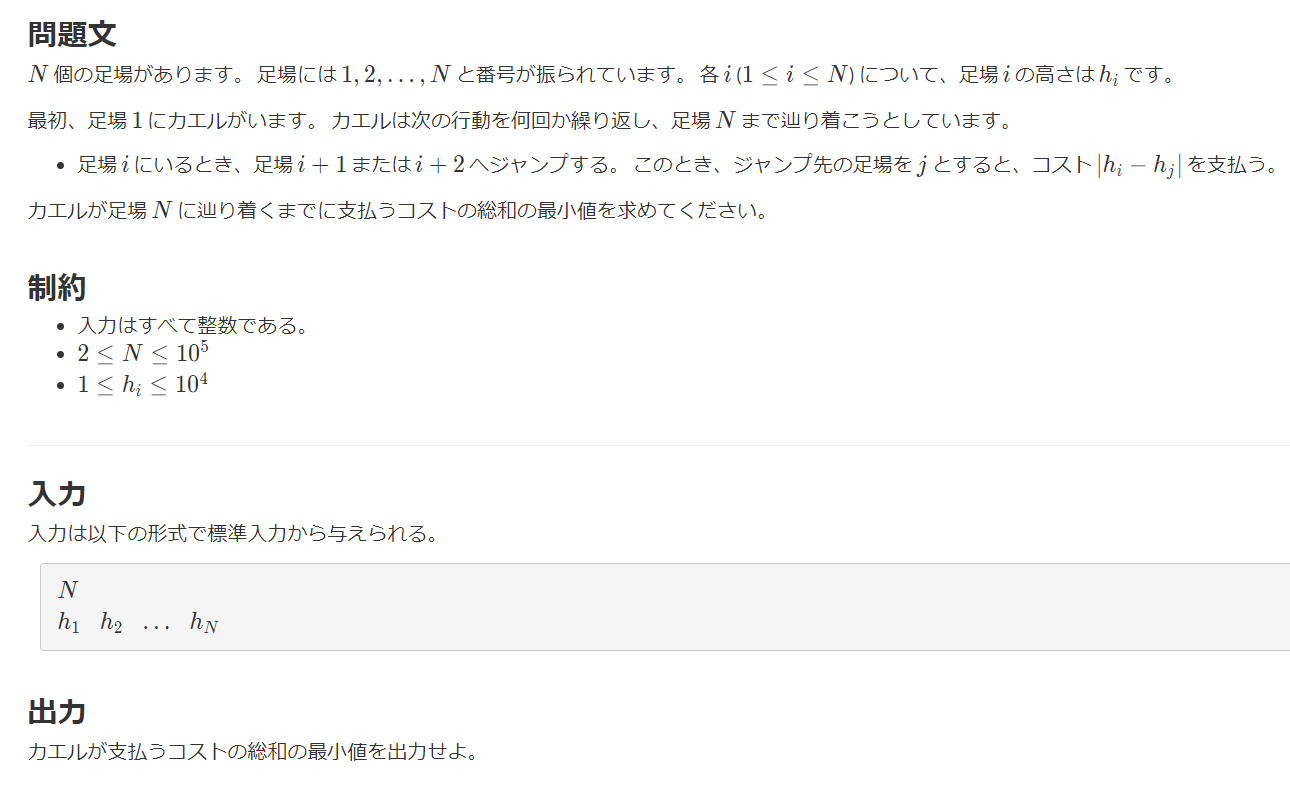 問題文
N 個の足場があります。 足場には 1, 2, …, N と番号が振られています。 各 i (1 ≤ i ≤ N) について、足場 i の高さは h_i です。
最初、足場 1 にカエルがいます。 カエルは次の行動を何回か繰り返し、足場 N まで辿り着こうとしています。
• 足場 i にいるとき、足場 i + 1 または i + 2 へジャンプする。 このとき、ジャンプ先の足場を j とすると、コスト |h_i − h_j| を支払う。
カエルが足場 N に辿り着くまでに支払うコストの総和の最小値を求めてください。
制約
• 入力はすべて整数である。
• 2 ≤ N ≤ 10^5
• 1 ≤ h_i ≤ 10^4
入力
入力は以下の形式で標準入力から与えられる。
N
h_1 h_2 … h_N
出力
カエルが支払うコストの総和の最小値を出力せよ。